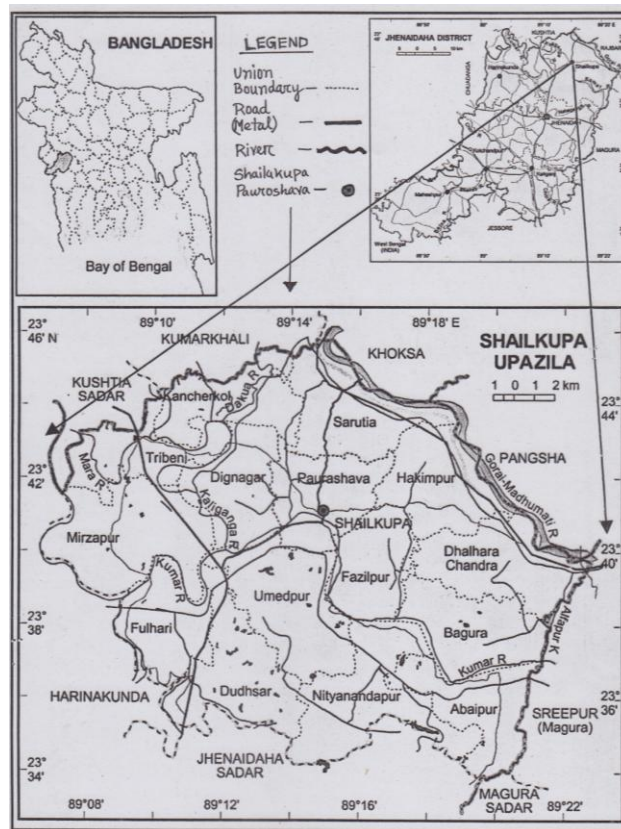 BANGLADESH
Bay of Bengal
LEGEND
Union
Boundary
Road
(Metal)
River
Shailakupa
Pauroshava
JHENAIDAHA DISTRICT
KUSHTIA
CHUADANGA
MAGURA
JESSORE
West Bengal
(INDIA)
SHAILKUPA
UPAZILA
1 0 1 2 km
89°10'
89°14'
89°18' E
23°
46' N
23°
44'
23°
42'
23°
40'
23°
38'
23°
36'
23°
34'
89°08'
89°12'
89°16'
89°22'
KUMARKHALI
KHOKSA
KUSHTIA
SADAR
PANGSHA
Kancherkol
Dakua R
Sarutia
Tribeni
Mara R
Dignagar
Paurashava
Hakimpur
Gorai-Madhumati R
Kaliganga R
SHAILKUPA
Mirzapur
Kumar R
Dhalhara
Chandra
Fazilpur
Umedpur
Fulhari
Bagura
Altapur K
Kumar R
HARINAKUNDA
Dudhsar
Nityanandapur
Abaipur
SREEPUR
(Magura)
JHENAIDAHA
SADAR
MAGURA
SADAR